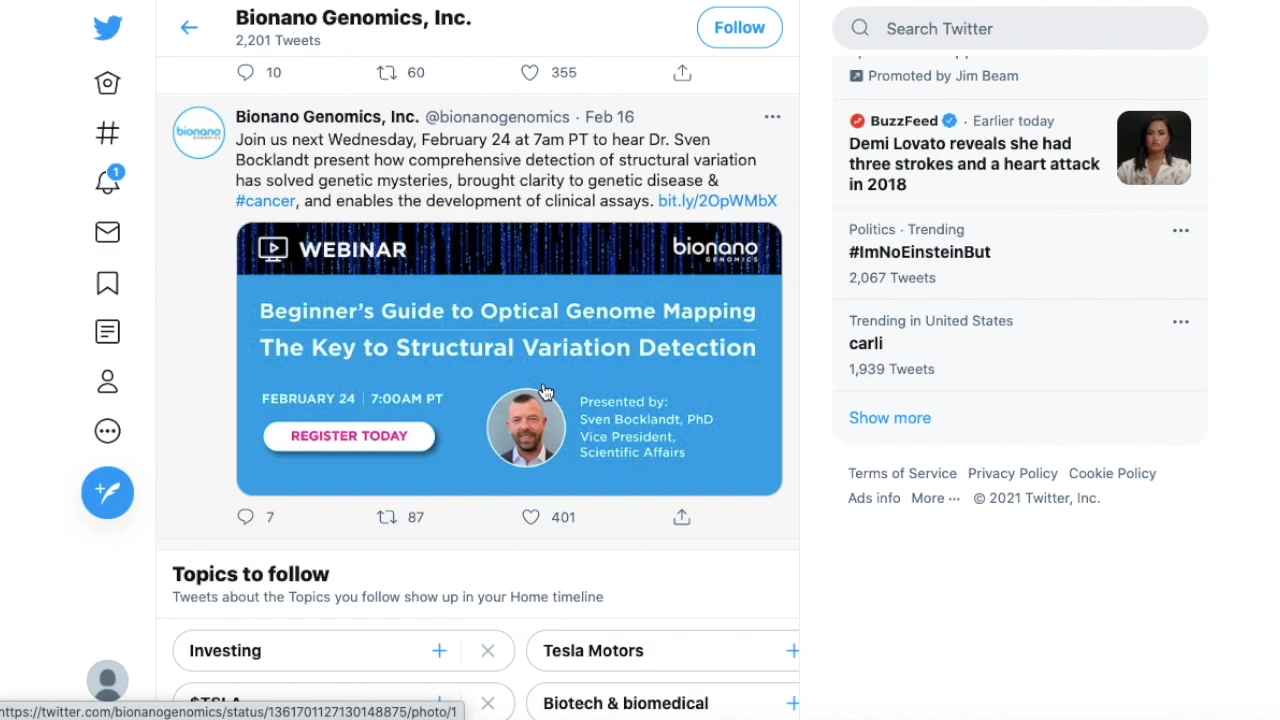 Bionano Genomics, Inc.
2,201 Tweets
Follow
10 60 355
Bionano Genomics, Inc. @bionanogenomics · Feb 16
bionano
GENOMICS
Join us next Wednesday, February 24 at 7am PT to hear Dr. Sven
Bocklandt present how comprehensive detection of structural variation
has solved genetic mysteries, brought clarity to genetic disease &
#cancer, and enables the development of clinical assays. bit.ly/2OpWMbX
WEBINAR
bionano
GENOMICS
Beginner's Guide to Optical Genome Mapping
The Key to Structural Variation Detection
FEBRUARY 24 | 7:00AM PT
REGISTER TODAY
Presented by:
Sven Bocklandt, PhD
Vice President,
Scientific Affairs
7 87 401
Topics to follow
Tweets about the Topics you follow show up in your Home timeline
Investing
Tesla Motors
$TSLA
Biotech & biomedical
1
https://twitter.com/bionanogenomics/status/1361701127130148875/photo/1
Search Twitter
Promoted by Jim Beam
BuzzFeed · Earlier today
Demi Lovato reveals she had
three strokes and a heart attack
in 2018
Politics · Trending
#ImNoEinsteinBut
2,067 Tweets
Trending in United States
carli
1,939 Tweets
Show more
Terms of Service Privacy Policy Cookie Policy
Ads info More ··· © 2021 Twitter, Inc.